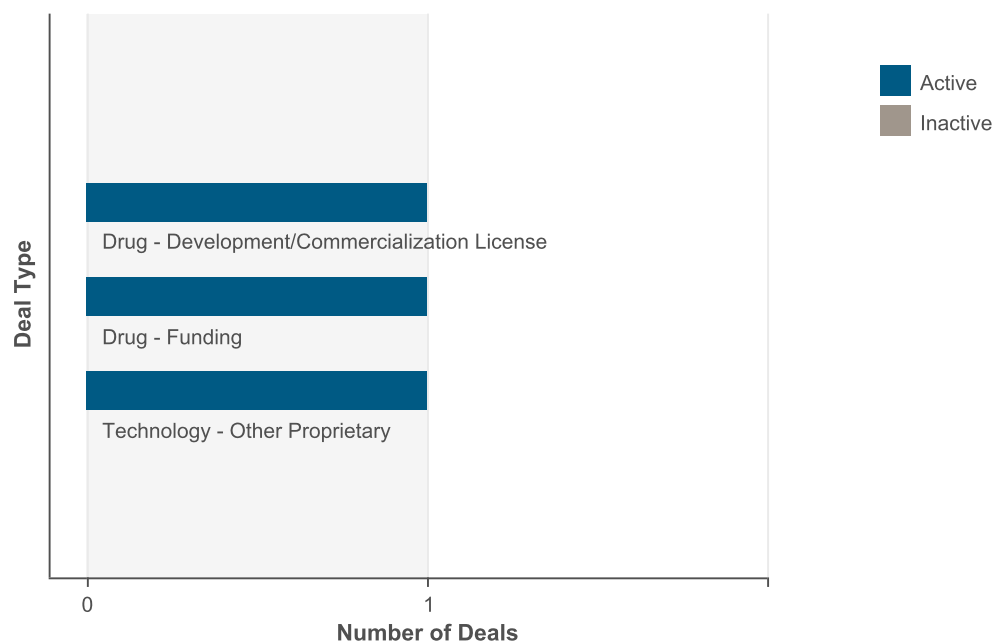 Active
Inactive
Drug - Development/Commercialization License
Drug - Funding
Technology - Other Proprietary
Deal Type
0
1
Number of Deals